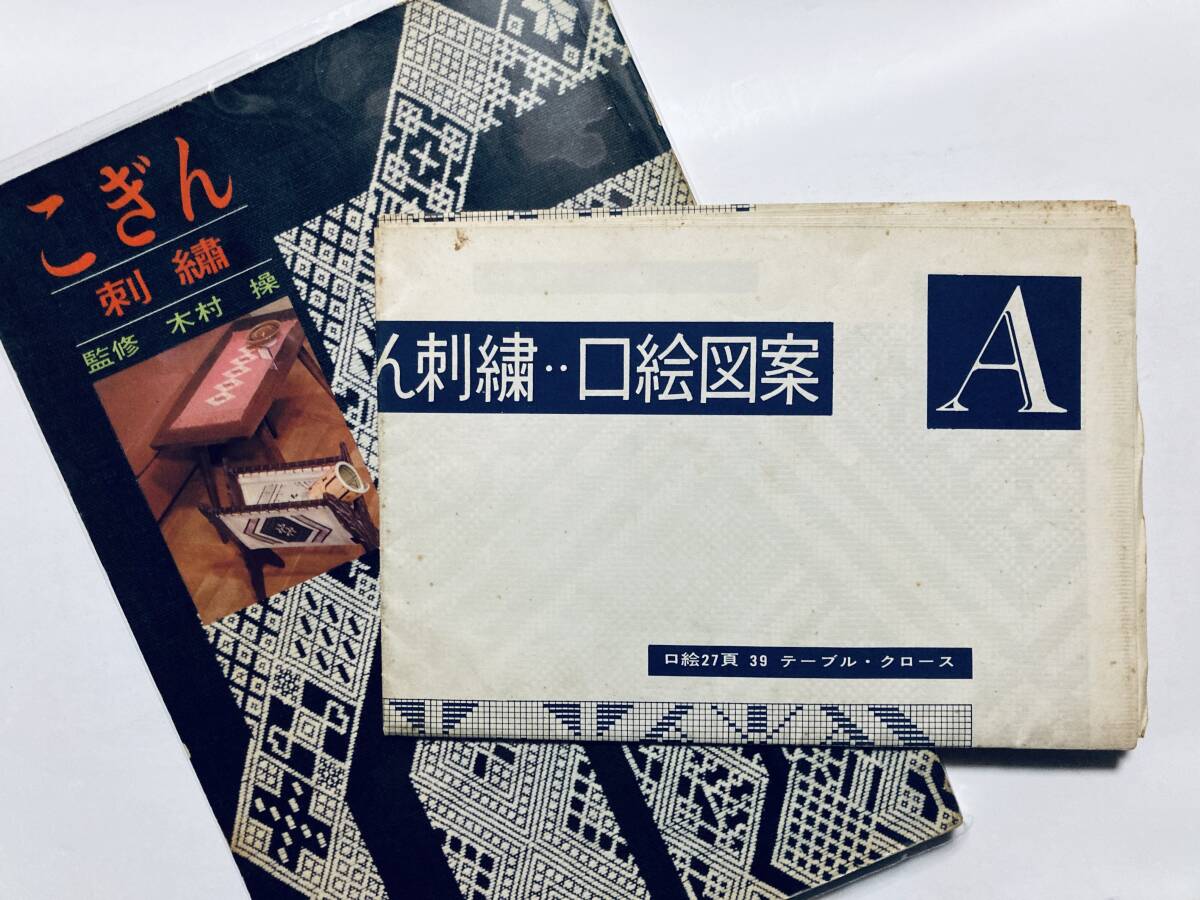 こぎん
刺繍
監修 木村 操
ん刺繍‥口絵図案
A
口絵27頁 39 テーブル・クロース